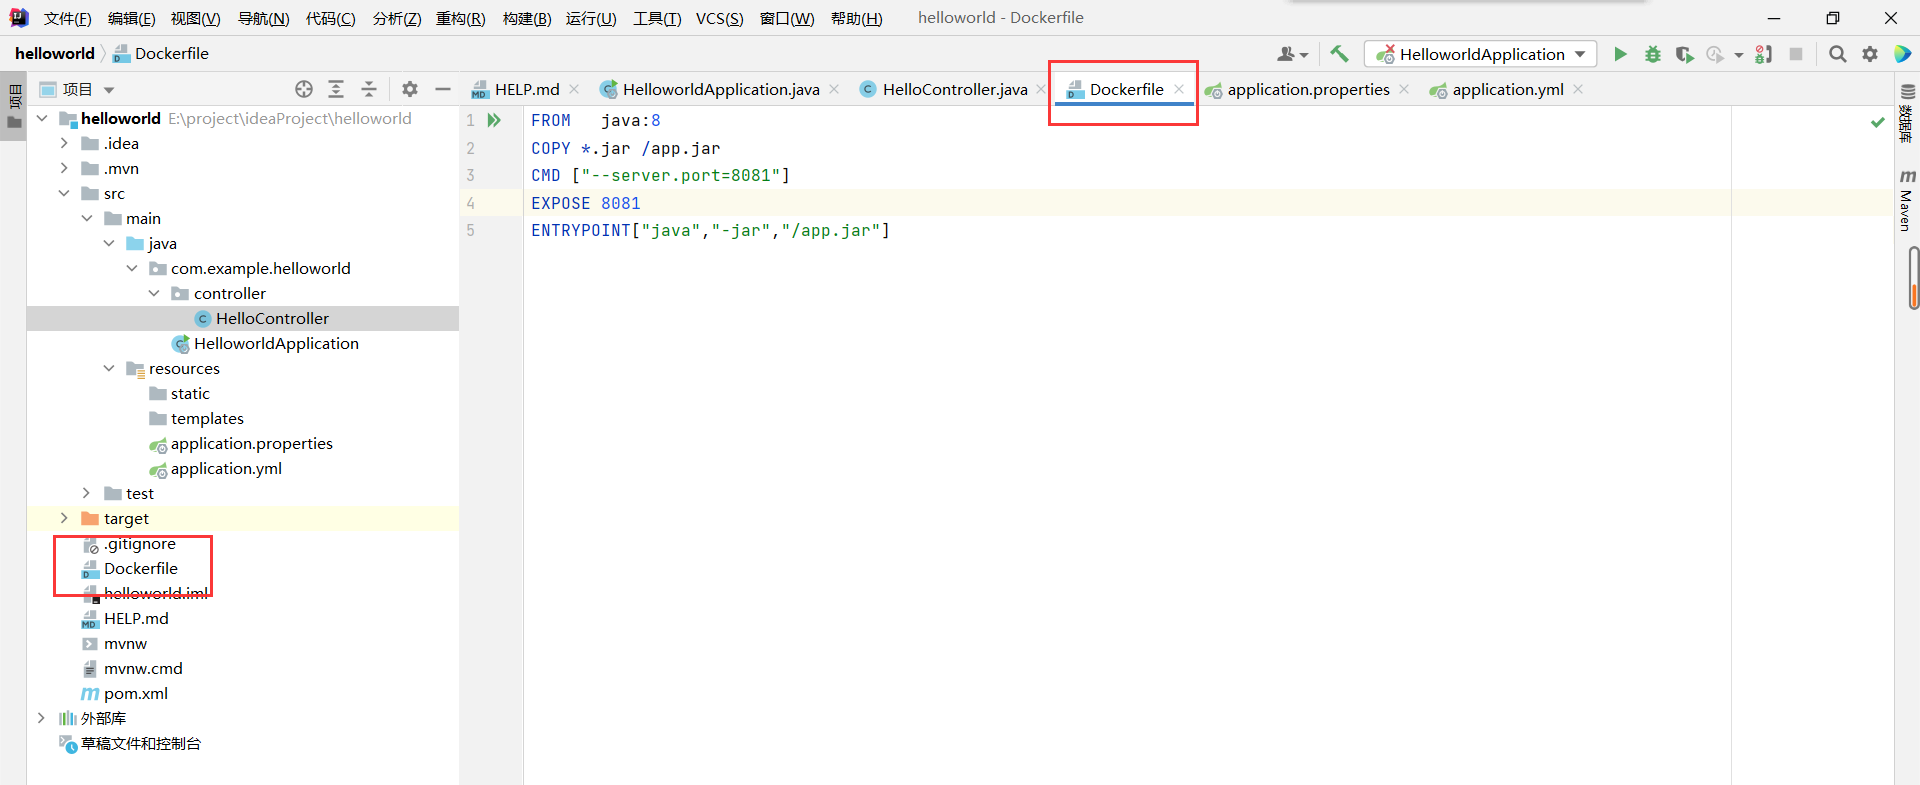 文件(F) 编辑(E) 视图(V) 导航(N) 代码(C) 分析(Z) 重构(R) 构建(B) 运行(U) 工具(T) VCS(S) 窗口(W) 帮助(H) helloworld - Dockerfile
helloworld Dockerfile HelloworldApplication
项目
项目
HELP.md HelloworldApplication.java HelloController.java Dockerfile application.properties application.yml
helloworld E:\project\ideaProject\helloworld
.idea
.mvn
src
main
java
com.example.helloworld
controller
HelloController
HelloworldApplication
resources
static
templates
application.properties
application.yml
test
target
.gitignore
Dockerfile
helloworld.iml
HELP.md
mvnw
mvnw.cmd
pom.xml
外部库
草稿文件和控制台
1 FROM java:8
2 COPY *.jar /app.jar
3 CMD ["--server.port=8081"]
4 EXPOSE 8081
5 ENTRYPOINT["java","-jar","/app.jar"]
数据库
Maven